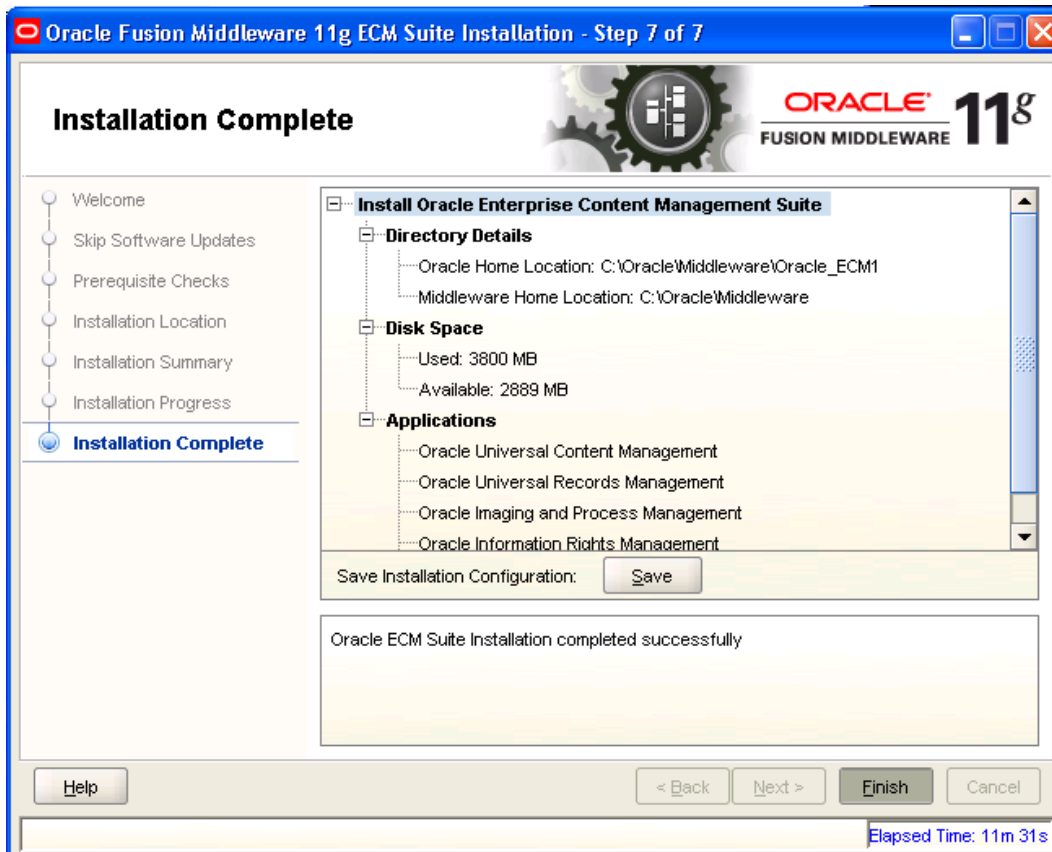 Oracle Fusion Middleware 11g ECM Suite Installation - Step 7 of 7
Installation Complete
ORACLE
FUSION MIDDLEWARE 11g
Welcome
Skip Software Updates
Prerequisite Checks
Installation Location
Installation Summary
Installation Progress
Installation Complete
Install Oracle Enterprise Content Management Suite
Directory Details
Oracle Home Location: C:\Oracle\Middleware\Oracle_ECM1
Middleware Home Location: C:\Oracle\Middleware
Disk Space
Used: 3800 MB
Available: 2889 MB
Applications
Oracle Universal Content Management
Oracle Universal Records Management
Oracle Imaging and Process Management
Oracle Information Rights Management
Save Installation Configuration: Save
Oracle ECM Suite Installation completed successfully
Help
< Back Next > Finish Cancel
Elapsed Time: 11m 31s